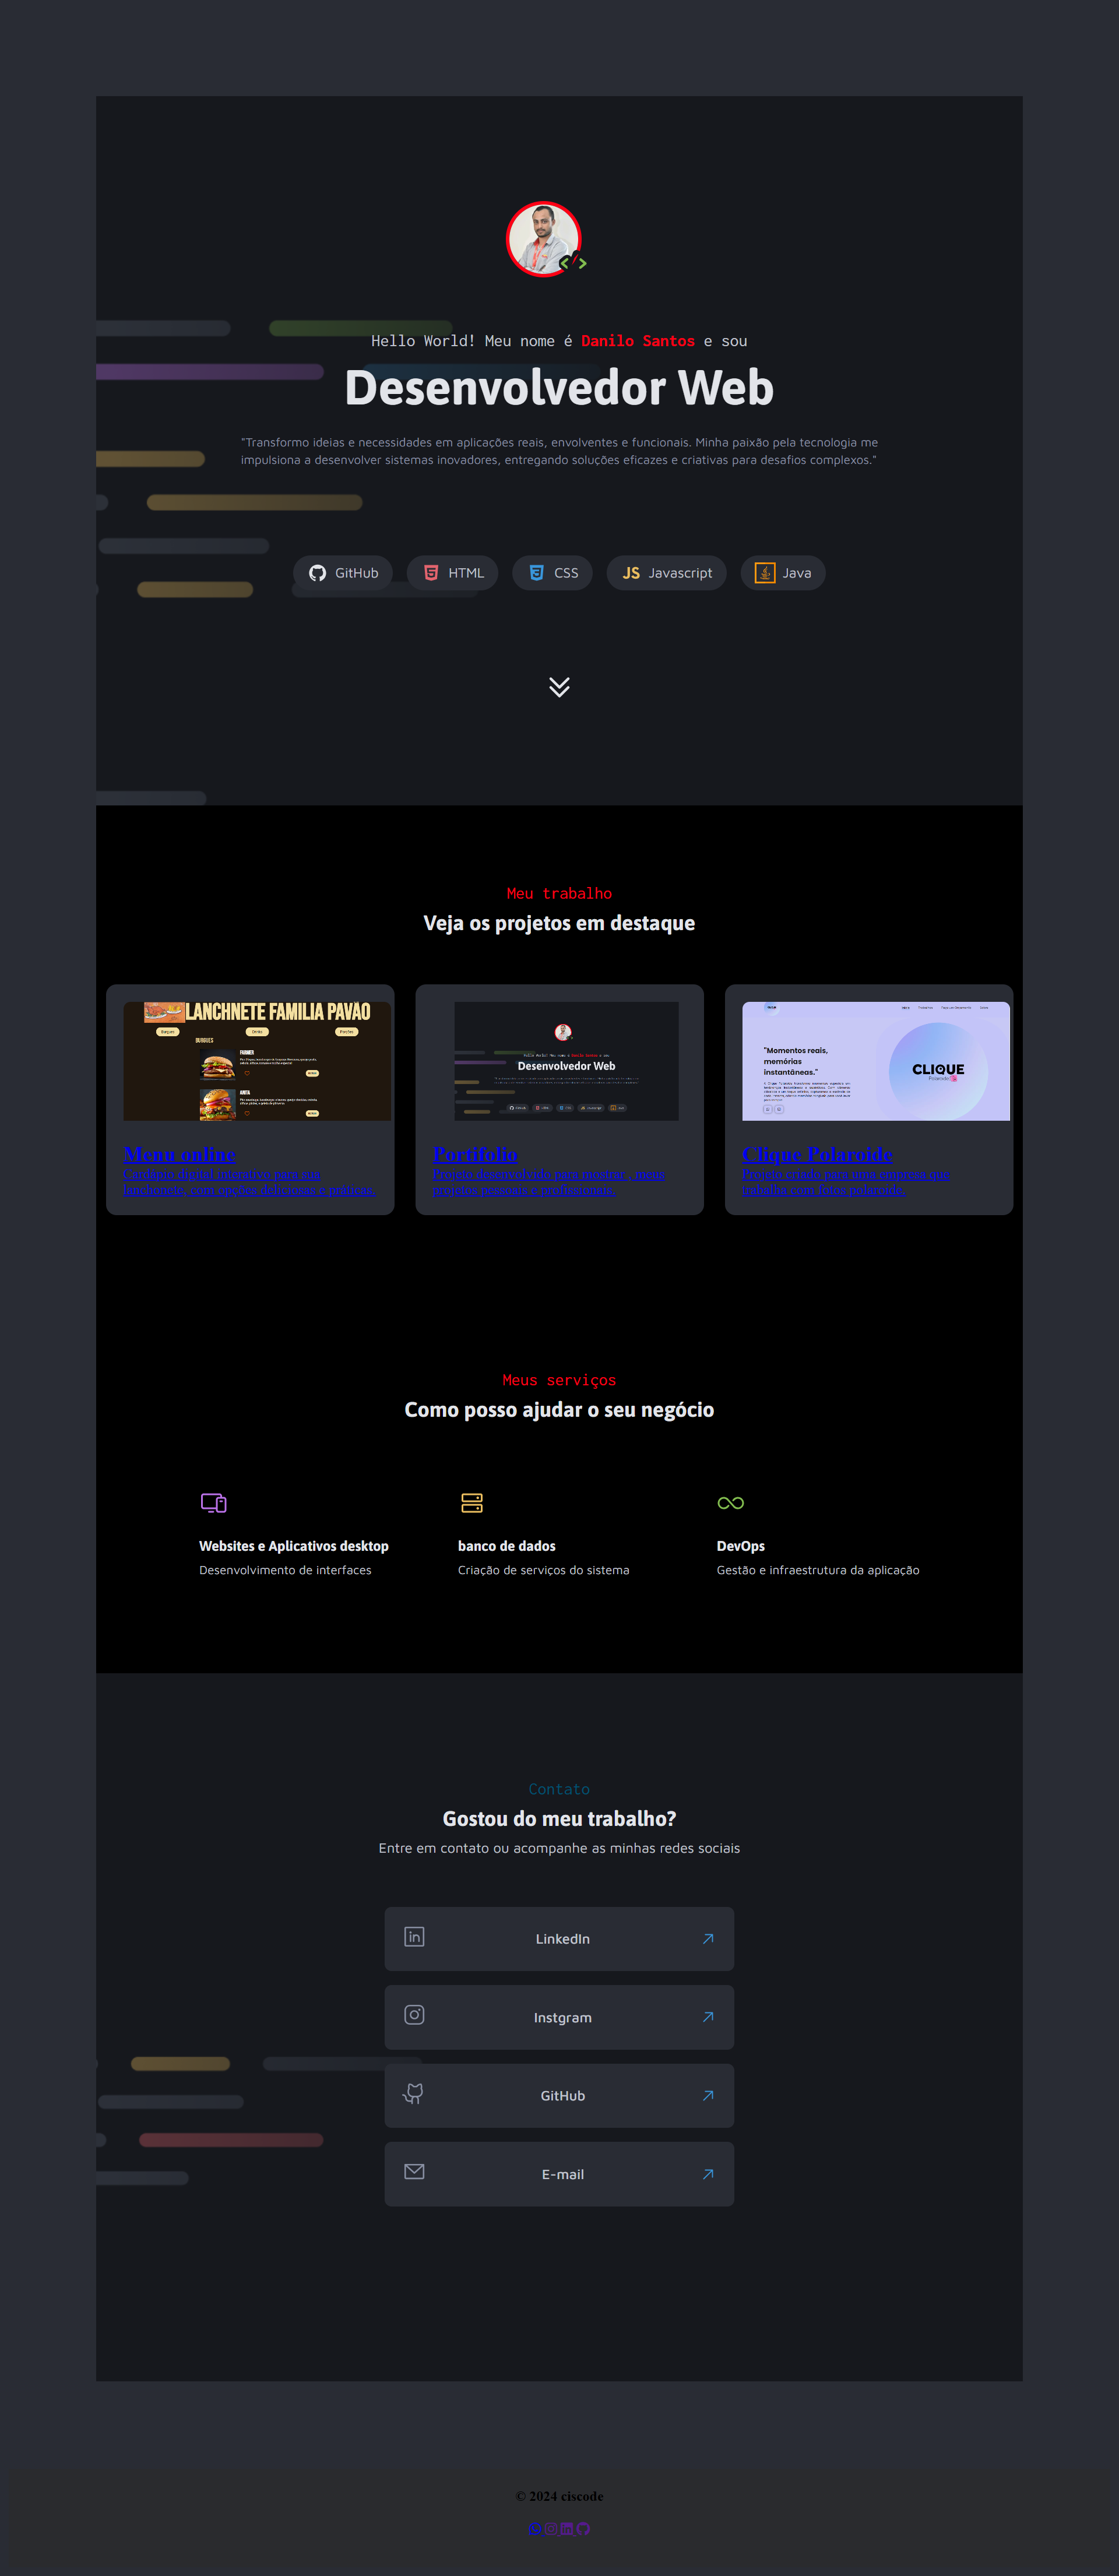 Hello World! Meu nome é Danilo Santos e sou
Desenvolvedor Web
"Transformo ideias e necessidades em aplicações reais, envolventes e funcionais. Minha paixão pela tecnologia me
impulsiona a desenvolver sistemas inovadores, entregando soluções eficazes e criativas para desafios complexos."
GitHub HTML CSS JS Javascript Java
Meu trabalho
Veja os projetos em destaque
LANCHNETE FAMILIA PAVÃO
BURGUES
Desenvolvedor Web
"Momentos reais,
memórias
instantâneas."
CLIQUE
Polaroide
Menu online
Cardápio digital interativo para sua
lanchonete, com opções deliciosas e práticas.
Portifolio
Projeto desenvolvido para mostrar , meus
projetos pessoais e profissionais.
Clique Polaroide
Projeto criado para uma empresa que
trabalha com fotos polaroide.
Meus serviços
Como posso ajudar o seu negócio
Websites e Aplicativos desktop
Desenvolvimento de interfaces
banco de dados
Criação de serviços do sistema
DevOps
Gestão e infraestrutura da aplicação
Contato
Gostou do meu trabalho?
Entre em contato ou acompanhe as minhas redes sociais
LinkedIn
Instgram
GitHub
E-mail
© 2024 ciscode